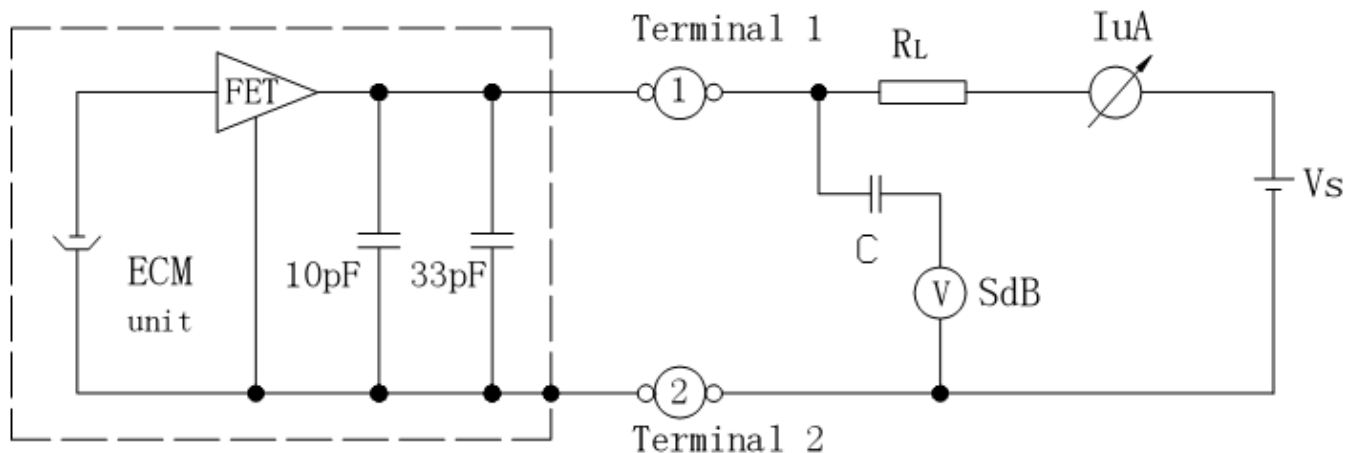 Terminal 1
FET
1
RL
IuA
Vs
ECM
unit
10pF
33pF
C
V
SdB
2
Terminal 2